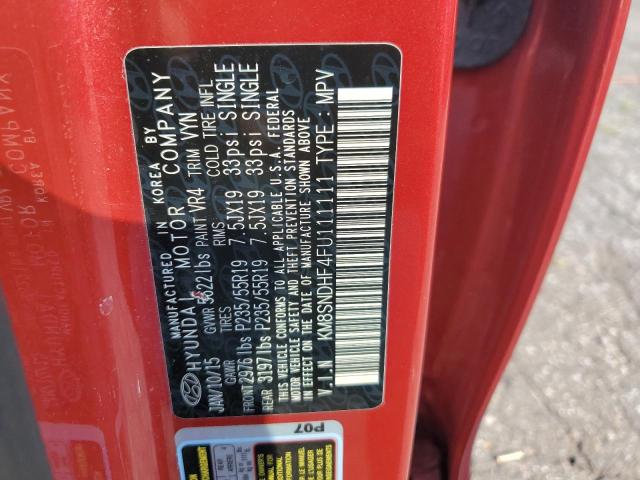 MANUFACTURED IN KOREA BY
HYUNDAI MOTOR COMPANY
JAN/10/15 GVWR 5622lbs PAINT VR4 TRIM VYN
GAWR TIRES RIMS COLD TIRE INFL
FRONT 2976 lbs P235/55R19 7.5JX19 33psi SINGLE
REAR 3197 lbs P235/55R19 7.5JX19 33psi SINGLE
THIS VEHICLE CONFORMS TO ALL APPLICABLE U.S.A. FEDERAL
MOTOR VEHICLE SAFETY AND THEFT PREVENTION STANDARDS
IN EFFECT ON THE DATE OF MANUFACTURE SHOWN ABOVE
V.I.N : KM8SNDHF4FU101111 TYPE : MPV
P07